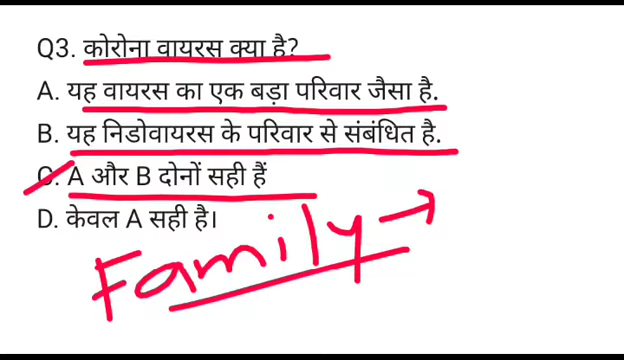 Q3. कोरोना वायरस क्या है?
A. यह वायरस का एक बड़ा परिवार जैसा है.
B. यह निडोवायरस के परिवार से संबंधित है.
C. A और B दोनों सही हैं
D. केवल A सही है।
Family →